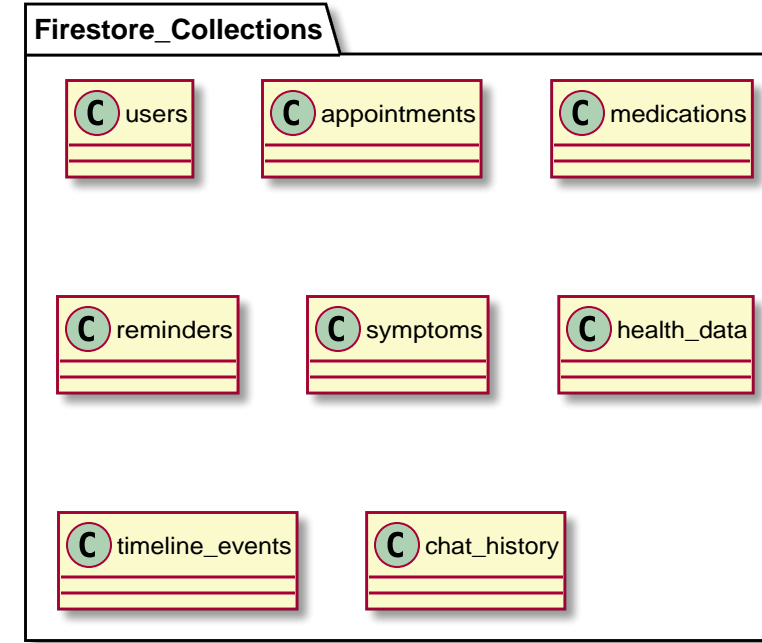 Firestore_Collections
C users
C appointments
C medications
C reminders
C symptoms
C health_data
C timeline_events
C chat_history